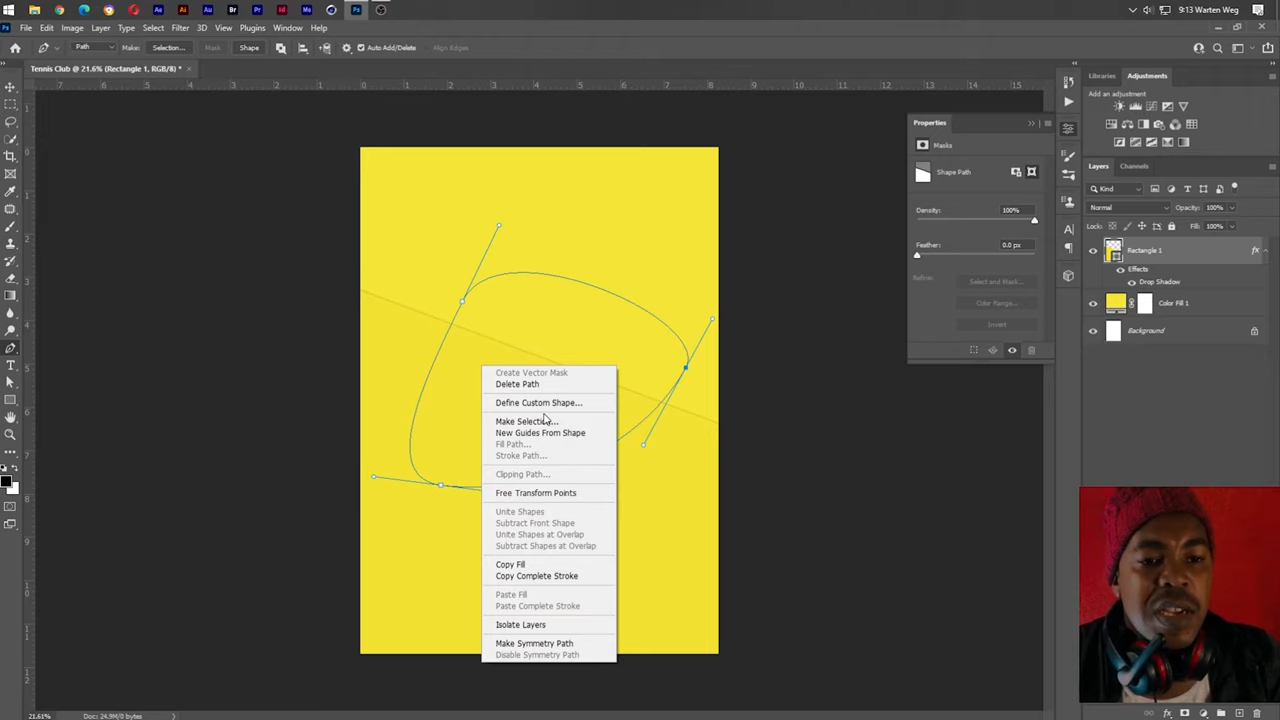 9:13 Warten Weg
File Edit Image Layer Type Select Filter 3D View Plugins Window Help
Path Make: Selection... Mask Shape Auto Add/Delete Align Edges
Tennis Club @ 21.6% (Rectangle 1, RGB/8) *
Create Vector Mask
Delete Path
Define Custom Shape...
Make Selection...
New Guides From Shape
Fill Path...
Stroke Path...
Clipping Path...
Free Transform Points
Unite Shapes
Subtract Front Shape
Unite Shapes at Overlap
Subtract Shapes at Overlap
Copy Fill
Copy Complete Stroke
Paste Fill
Paste Complete Stroke
Isolate Layers
Make Symmetry Path
Disable Symmetry Path
Properties
Masks
Shape Path
Density: 100%
Feather: 0.0 px
Refine:
Select and Mask...
Color Range...
Invert
Libraries Adjustments
Add an adjustment
Layers Channels
Kind
Normal Opacity: 100%
Lock: Fill: 100%
Rectangle 1 fx
Effects
Drop Shadow
Color Fill 1
Background
21.61% Doc: 24.9M/0 bytes